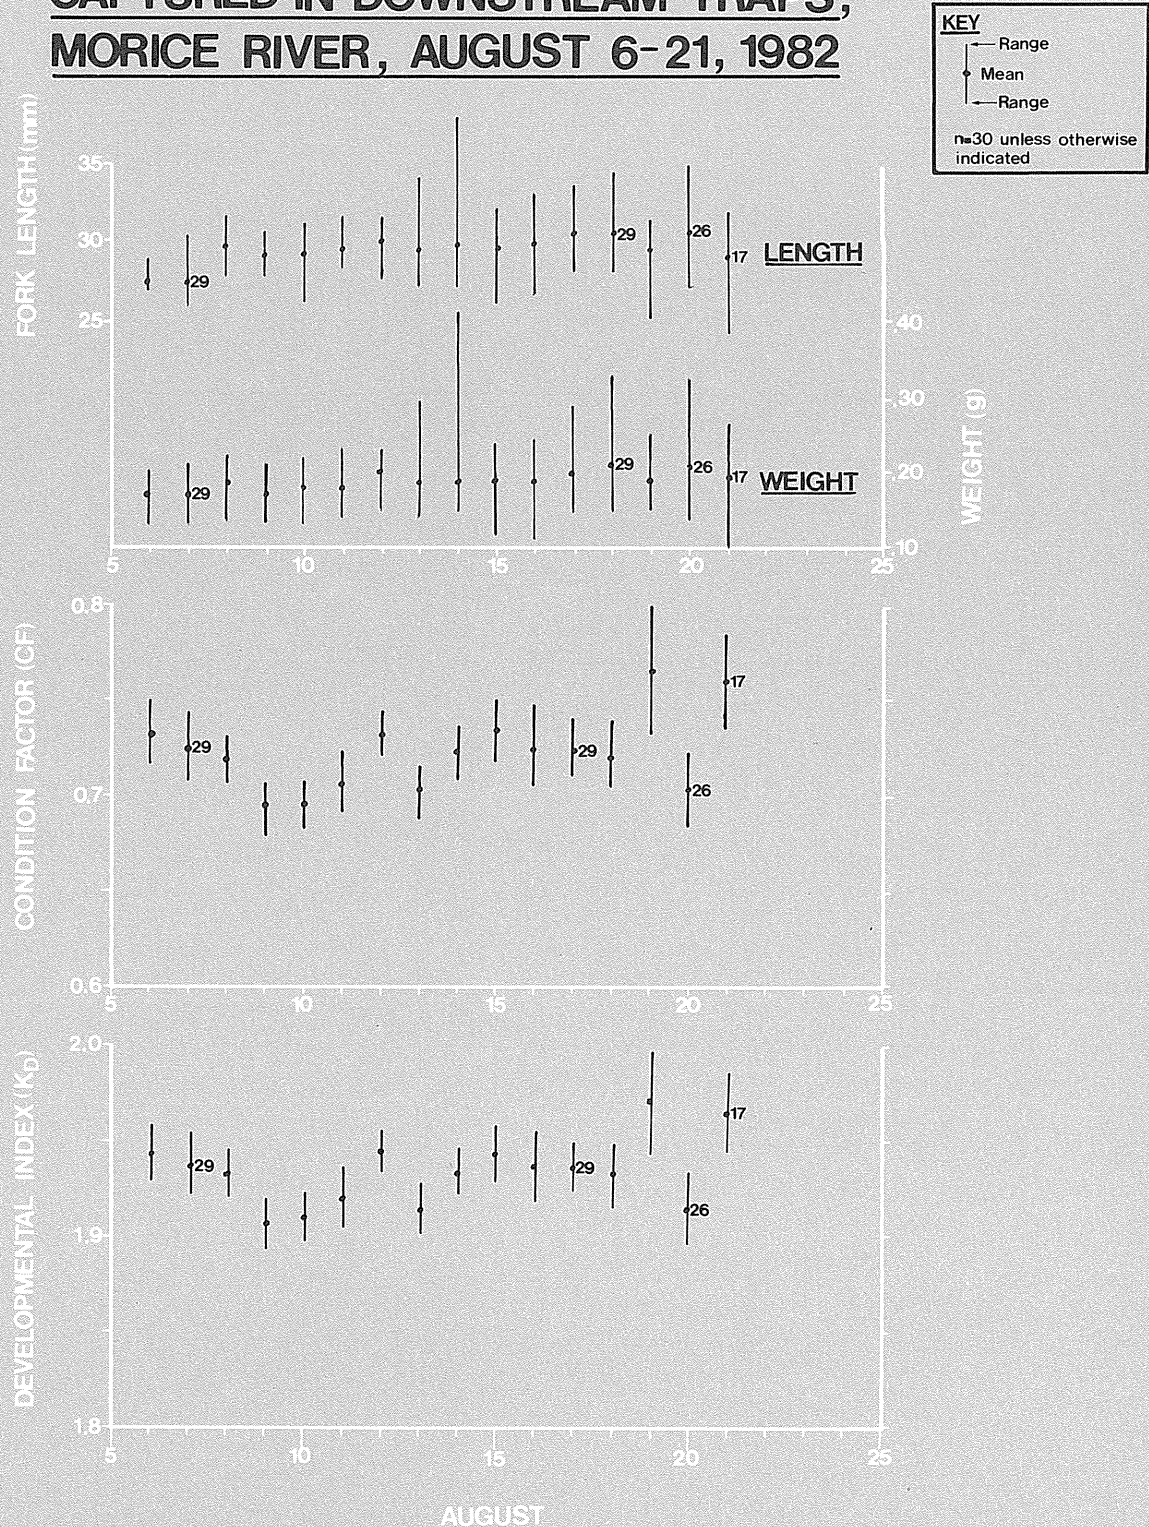 CAPTURED IN DOWNSTREAM TRAPS,
MORICE RIVER, AUGUST 6-21, 1982
KEY
Range
Mean
Range
n=30 unless otherwise
indicated
FORK LENGTH (mm)
35
30
25
29
29
26
17
LENGTH
.40
.30
.20
.10
WEIGHT (g)
29
29
26
17
WEIGHT
5
10
15
20
25
CONDITION FACTOR (CF)
0.8
0.7
0.6
29
29
26
17
5
10
15
20
25
DEVELOPMENTAL INDEX (KD)
2.0
1.9
1.8
29
29
26
17
5
10
15
20
25
AUGUST